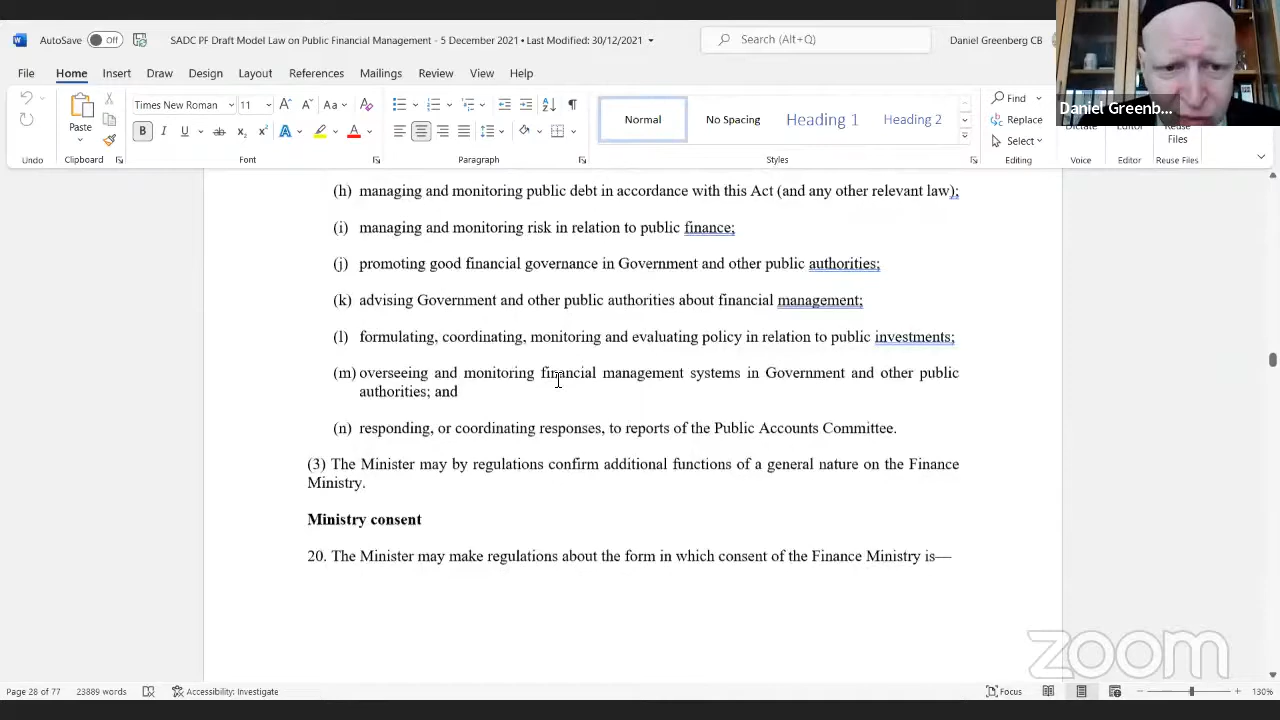 AutoSave Off SADC PF Draft Model Law on Public Financial Management - 5 December 2021 • Last Modified: 30/12/2021 Search (Alt+Q) Daniel Greenberg CB
File Home Insert Draw Design Layout References Mailings Review View Help
Times New Roman 11 Aa Normal No Spacing Heading 1 Heading 2 Find
Paste Replace Dictate Editor Reuse Files
B I U ab x₂ x² A A Select
Undo Clipboard Font Paragraph Styles Editing Voice Editor Reuse Files
Daniel Greenb...
(h) managing and monitoring public debt in accordance with this Act (and any other relevant law);
(i) managing and monitoring risk in relation to public finance;
(j) promoting good financial governance in Government and other public authorities;
(k) advising Government and other public authorities about financial management;
(l) formulating, coordinating, monitoring and evaluating policy in relation to public investments;
(m) overseeing and monitoring financial management systems in Government and other public
authorities; and
(n) responding, or coordinating responses, to reports of the Public Accounts Committee.
(3) The Minister may by regulations confirm additional functions of a general nature on the Finance
Ministry.
Ministry consent
20. The Minister may make regulations about the form in which consent of the Finance Ministry is—
zoom
Page 28 of 77 23889 words Accessibility: Investigate Focus 130%